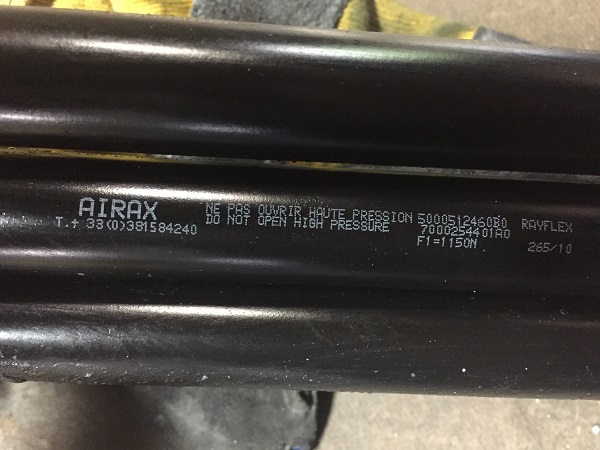 AIRAX
T.+ 33(0)381584240
NE PAS OUVRIR HAUTE PRESSION
DO NOT OPEN HIGH PRESSURE
5000512460B0
7000254401A0
F1=1150N
RAYFLEX
265/10